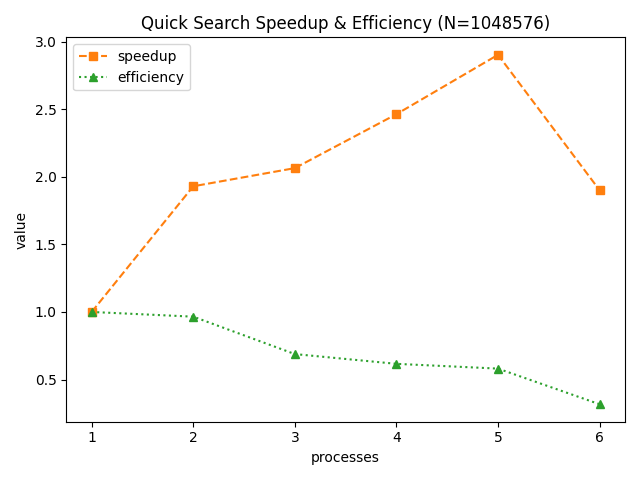 Quick Search Speedup & Efficiency (N=1048576)
speedup
efficiency
3.0
2.5
2.0
1.5
1.0
0.5
value
1 2 3 4 5 6
processes